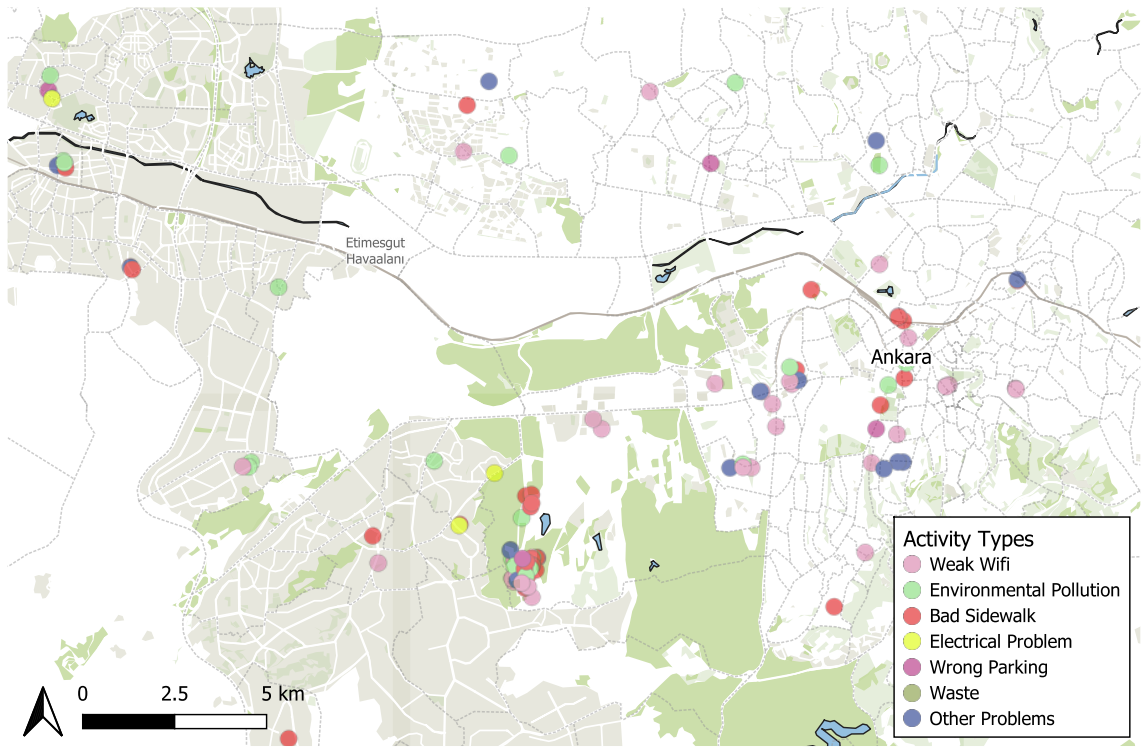 Etimesgut
Havaalanı
Ankara
Activity Types
Weak Wifi
Environmental Pollution
Bad Sidewalk
Electrical Problem
Wrong Parking
Waste
Other Problems
0 2.5 5 km